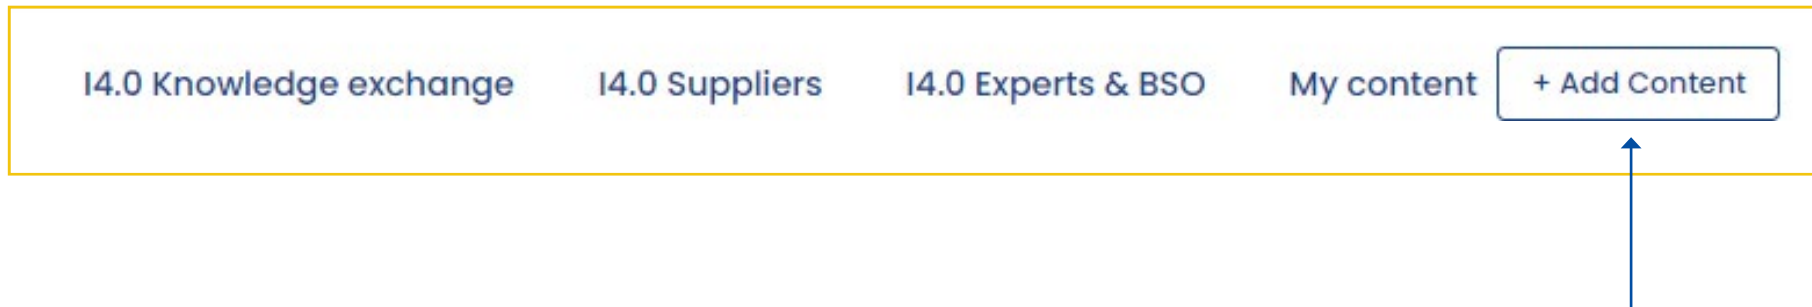 I4.0 Knowledge exchange I4.0 Suppliers I4.0 Experts & BSO My content + Add Content